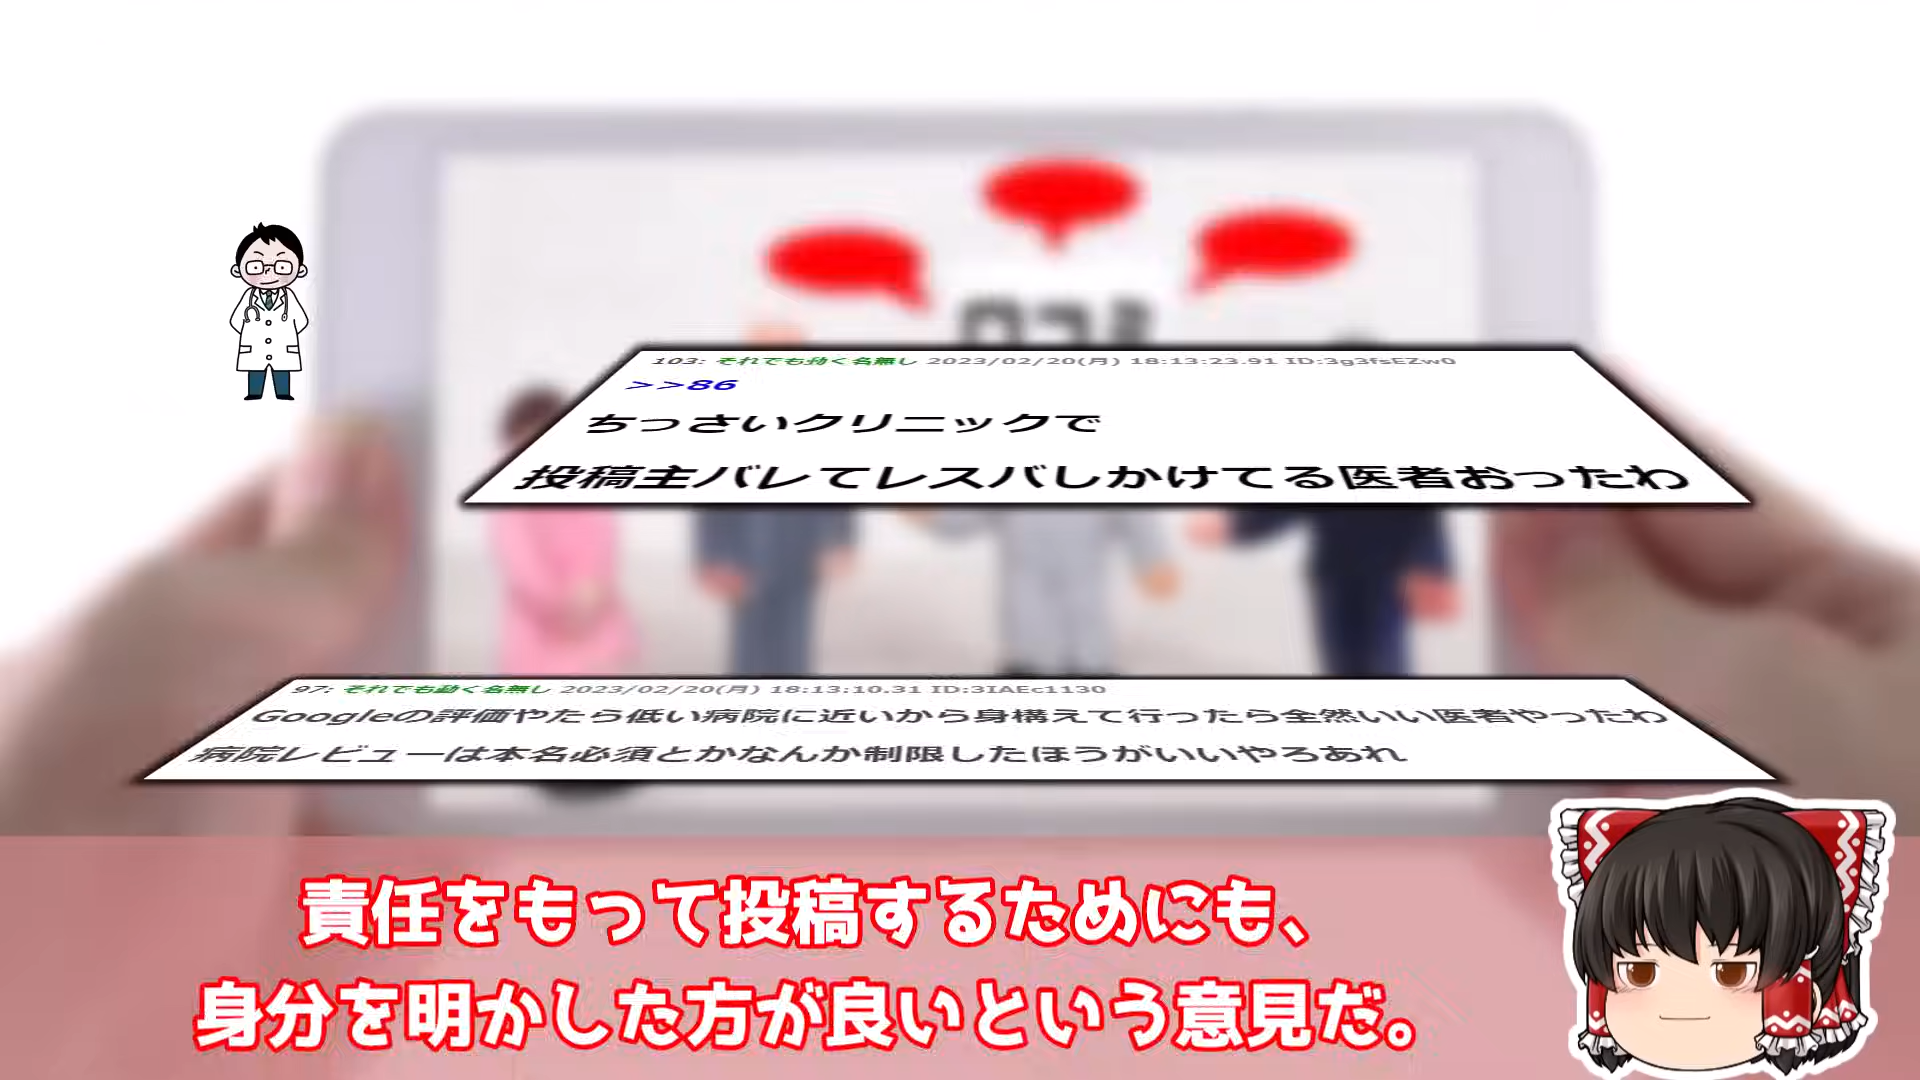 口コミ
103: それでも動く名無し 2023/02/20(月) 18:13:23.91 ID:3g3fsEZw0
>>86
ちっさいクリニックで
投稿主バレてレスバしかけてる医者おったわ
97: それでも動く名無し 2023/02/20(月) 18:13:10.31 ID:3IAEc1130
Googleの評価やたら低い病院に近いから身構えて行ったら全然いい医者やったわ
病院レビューは本名必須とかなんか制限したほうがいいやろあれ
責任をもって投稿するためにも、
身分を明かした方が良いという意見だ。